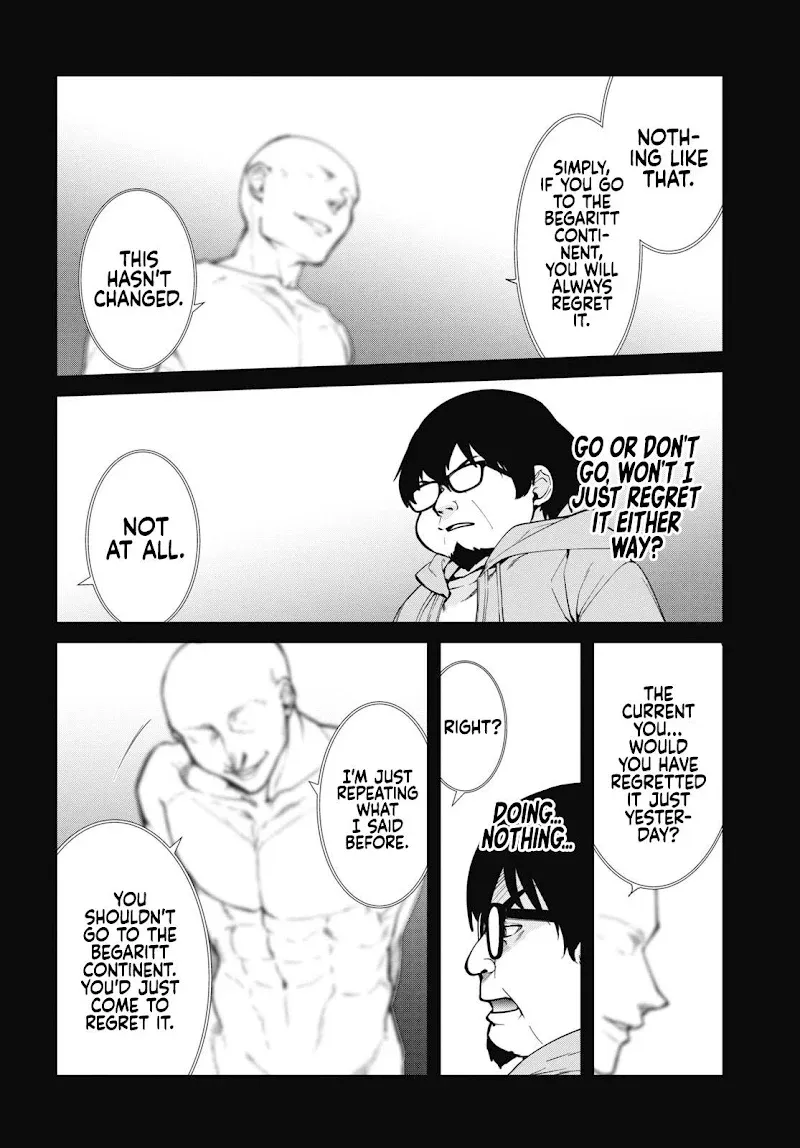 NOTH-
ING LIKE
THAT.
SIMPLY,
IF YOU GO
TO THE
BEGARITT
CONTI-
NENT,
YOU WILL
ALWAYS
REGRET
IT.
THIS
HASN'T
CHANGED.
GO OR DON'T
GO, WON'T I
JUST REGRET
IT EITHER
WAY?
NOT
AT ALL.
THE
CURRENT
YOU...
WOULD
YOU HAVE
REGRETTED
IT JUST
YESTER-
DAY?
RIGHT?
DOING...
NOTHING...
I'M JUST
REPEATING
WHAT
I SAID
BEFORE.
YOU
SHOULDN'T
GO TO THE
BEGARITT
CONTINENT.
YOU'D JUST
COME TO
REGRET IT.